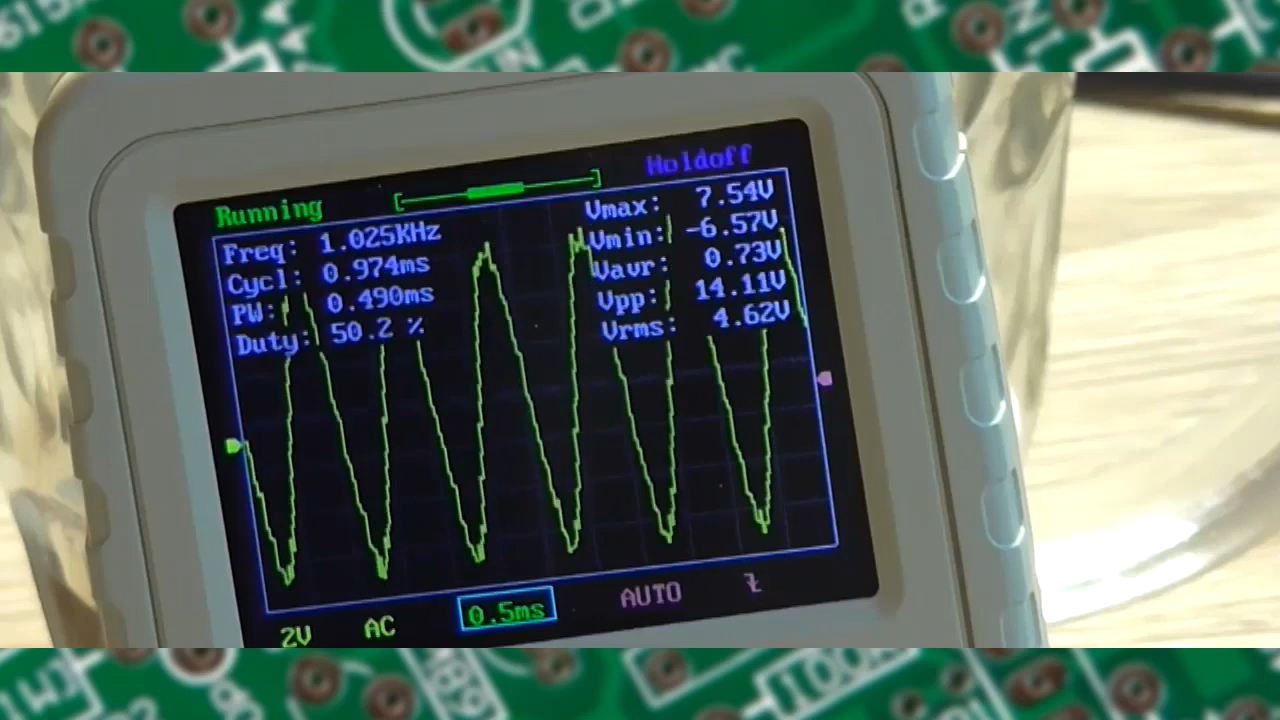 Running
Holdoff
Freq: 1.025KHz
Cycl: 0.974ms
PW: 0.490ms
Duty: 50.2 %
Vmax: 7.54V
Vmin: -6.57V
Vavr: 0.73V
Vpp: 14.11V
Vrms: 4.62V
2V AC 0.5ms AUTO